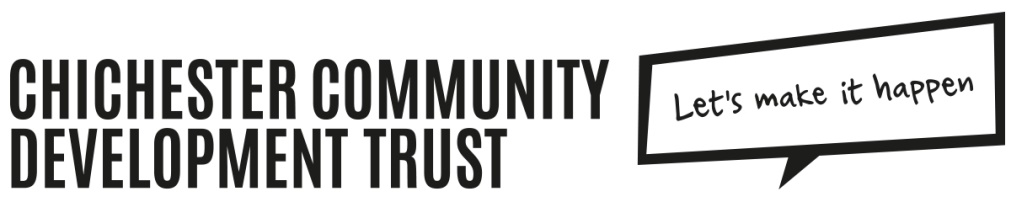 CHICHESTER COMMUNITY
DEVELOPMENT TRUST
Let's make it happen